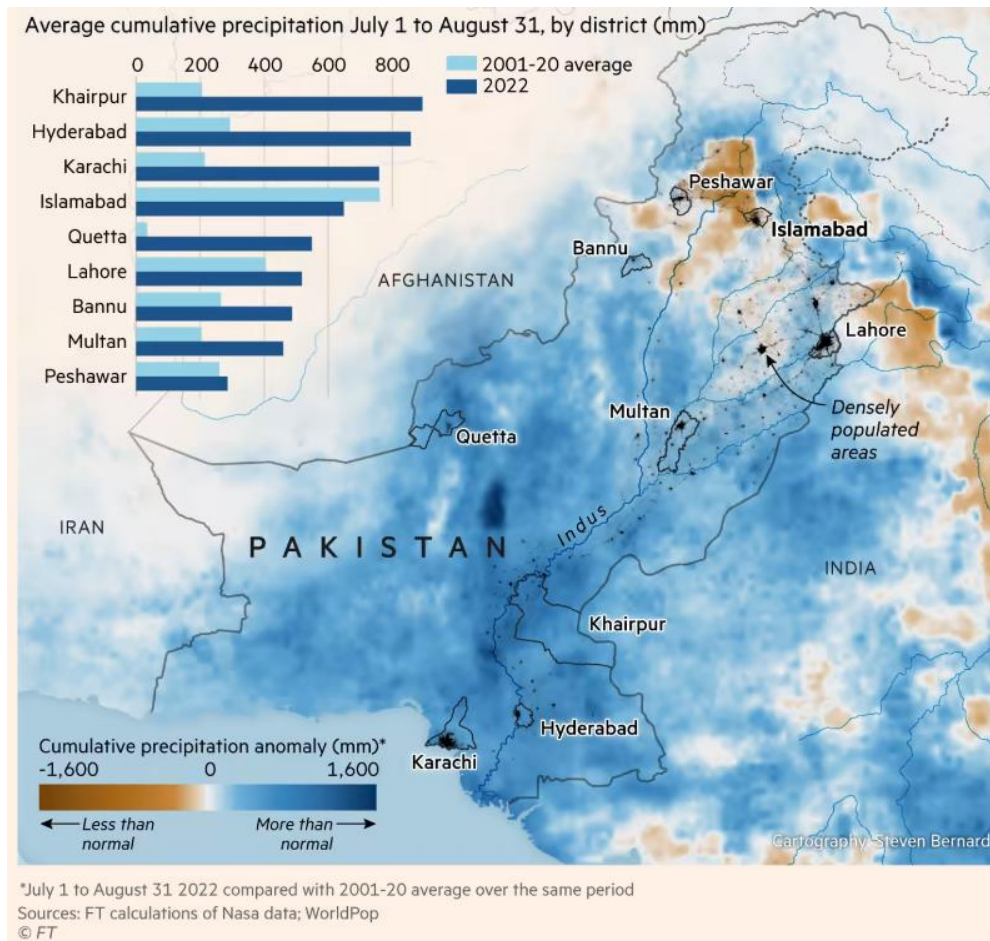 Average cumulative precipitation July 1 to August 31, by district (mm)
0 200 400 600 800
2001-20 average
2022
Khairpur
Hyderabad
Karachi
Islamabad
Quetta
Lahore
Bannu
Multan
Peshawar
Peshawar
Islamabad
Bannu
AFGHANISTAN
Lahore
Multan
Densely
populated
areas
Quetta
Indus
IRAN
PAKISTAN
INDIA
Khairpur
Hyderabad
Karachi
Cumulative precipitation anomaly (mm)*
-1,600 0 1,600
Less than
normal
More than
normal
Cartography: Steven Bernard
*July 1 to August 31 2022 compared with 2001-20 average over the same period
Sources: FT calculations of Nasa data; WorldPop
© FT